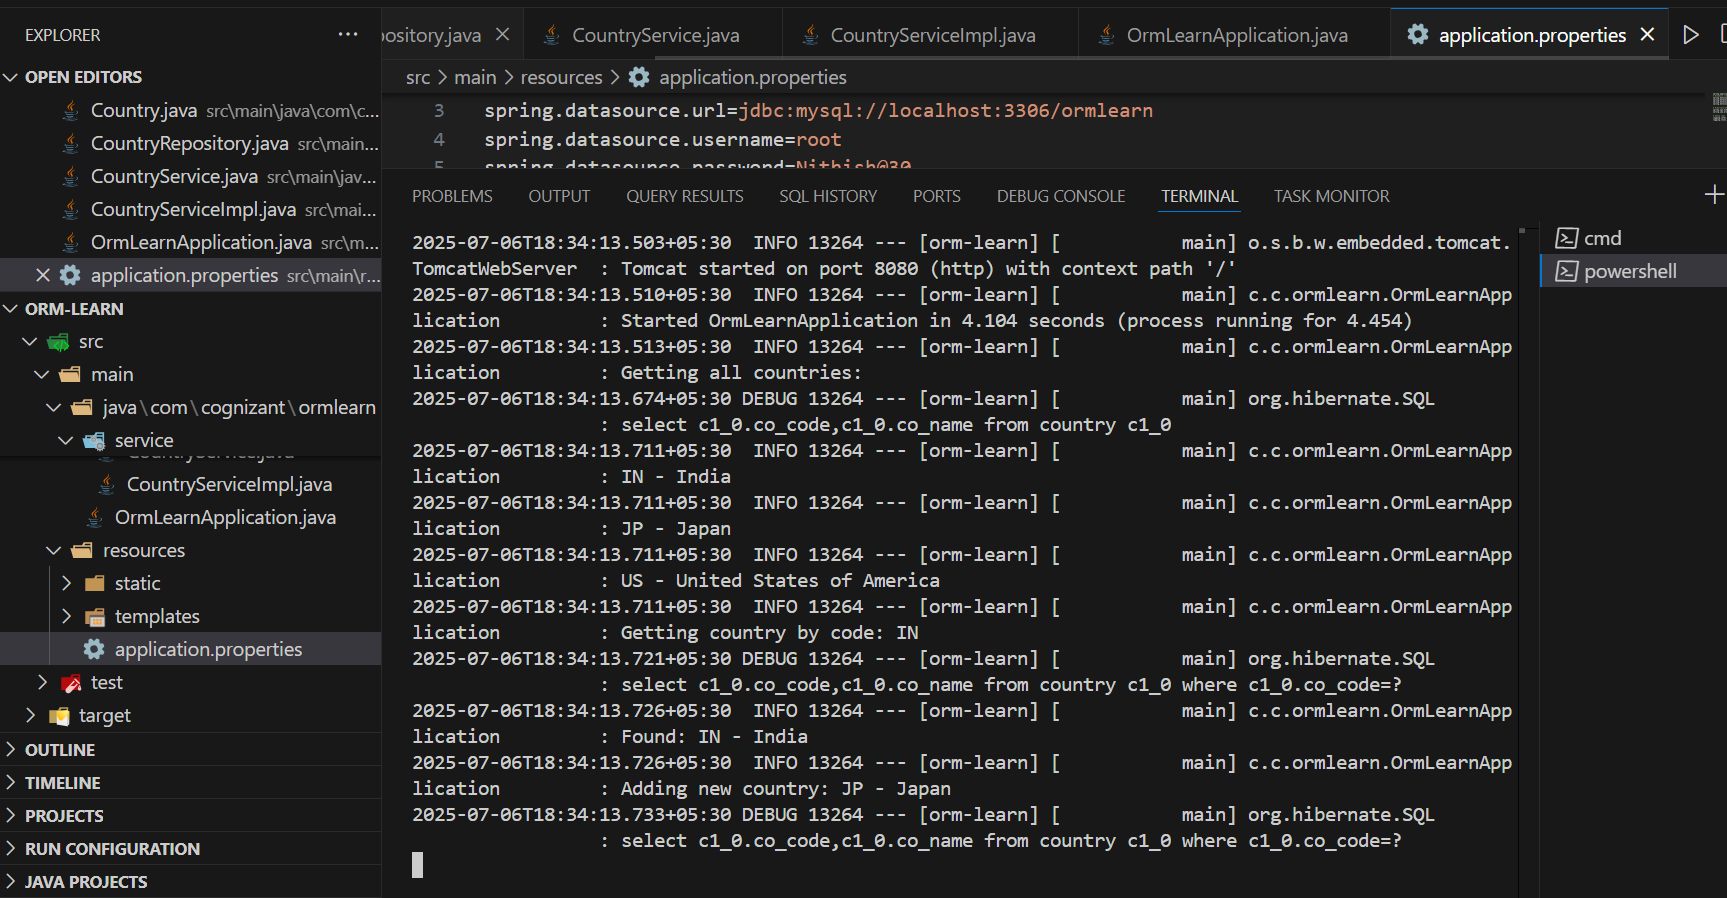 EXPLORER
···
OPEN EDITORS
Country.java src\main\java\com\c...
CountryRepository.java src\main...
CountryService.java src\main\jav...
CountryServiceImpl.java src\mai...
OrmLearnApplication.java src\m...
application.properties src\main\r...
ORM-LEARN
src
main
java\com\cognizant\ormlearn
service
CountryService.java
CountryServiceImpl.java
OrmLearnApplication.java
resources
static
templates
application.properties
test
target
OUTLINE
TIMELINE
PROJECTS
RUN CONFIGURATION
JAVA PROJECTS
ository.java CountryService.java CountryServiceImpl.java OrmLearnApplication.java application.properties
src > main > resources > application.properties
3 spring.datasource.url=jdbc:mysql://localhost:3306/ormlearn
4 spring.datasource.username=root
5 spring.datasource.password=Nithish@30
PROBLEMS OUTPUT QUERY RESULTS SQL HISTORY PORTS DEBUG CONSOLE TERMINAL TASK MONITOR
2025-07-06T18:34:13.503+05:30  INFO 13264 --- [orm-learn] [           main] o.s.b.w.embedded.tomcat.
TomcatWebServer  : Tomcat started on port 8080 (http) with context path '/'
2025-07-06T18:34:13.510+05:30  INFO 13264 --- [orm-learn] [           main] c.c.ormlearn.OrmLearnApp
lication         : Started OrmLearnApplication in 4.104 seconds (process running for 4.454)
2025-07-06T18:34:13.513+05:30  INFO 13264 --- [orm-learn] [           main] c.c.ormlearn.OrmLearnApp
lication         : Getting all countries:
2025-07-06T18:34:13.674+05:30 DEBUG 13264 --- [orm-learn] [           main] org.hibernate.SQL
                 : select c1_0.co_code,c1_0.co_name from country c1_0
2025-07-06T18:34:13.711+05:30  INFO 13264 --- [orm-learn] [           main] c.c.ormlearn.OrmLearnApp
lication         : IN - India
2025-07-06T18:34:13.711+05:30  INFO 13264 --- [orm-learn] [           main] c.c.ormlearn.OrmLearnApp
lication         : JP - Japan
2025-07-06T18:34:13.711+05:30  INFO 13264 --- [orm-learn] [           main] c.c.ormlearn.OrmLearnApp
lication         : US - United States of America
2025-07-06T18:34:13.711+05:30  INFO 13264 --- [orm-learn] [           main] c.c.ormlearn.OrmLearnApp
lication         : Getting country by code: IN
2025-07-06T18:34:13.721+05:30 DEBUG 13264 --- [orm-learn] [           main] org.hibernate.SQL
                 : select c1_0.co_code,c1_0.co_name from country c1_0 where c1_0.co_code=?
2025-07-06T18:34:13.726+05:30  INFO 13264 --- [orm-learn] [           main] c.c.ormlearn.OrmLearnApp
lication         : Found: IN - India
2025-07-06T18:34:13.726+05:30  INFO 13264 --- [orm-learn] [           main] c.c.ormlearn.OrmLearnApp
lication         : Adding new country: JP - Japan
2025-07-06T18:34:13.733+05:30 DEBUG 13264 --- [orm-learn] [           main] org.hibernate.SQL
                 : select c1_0.co_code,c1_0.co_name from country c1_0 where c1_0.co_code=?
cmd
powershell